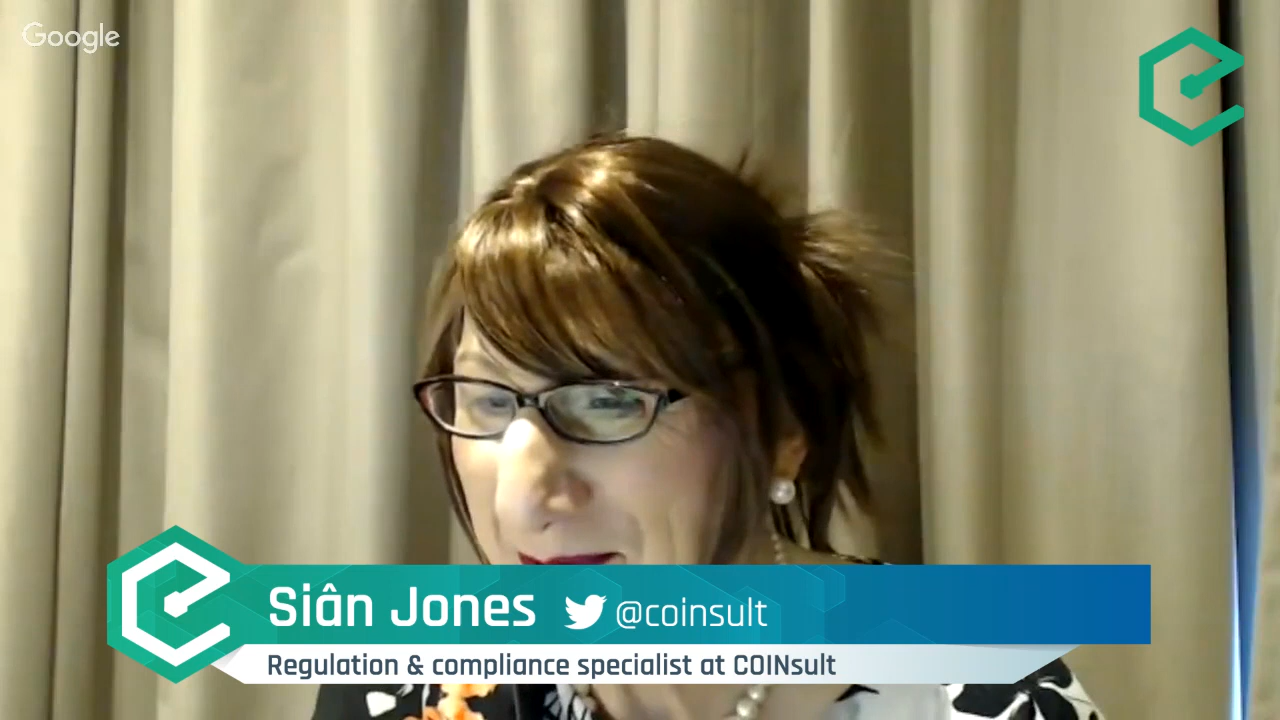 Google
Siân Jones @coinsult
Regulation & compliance specialist at COINsult